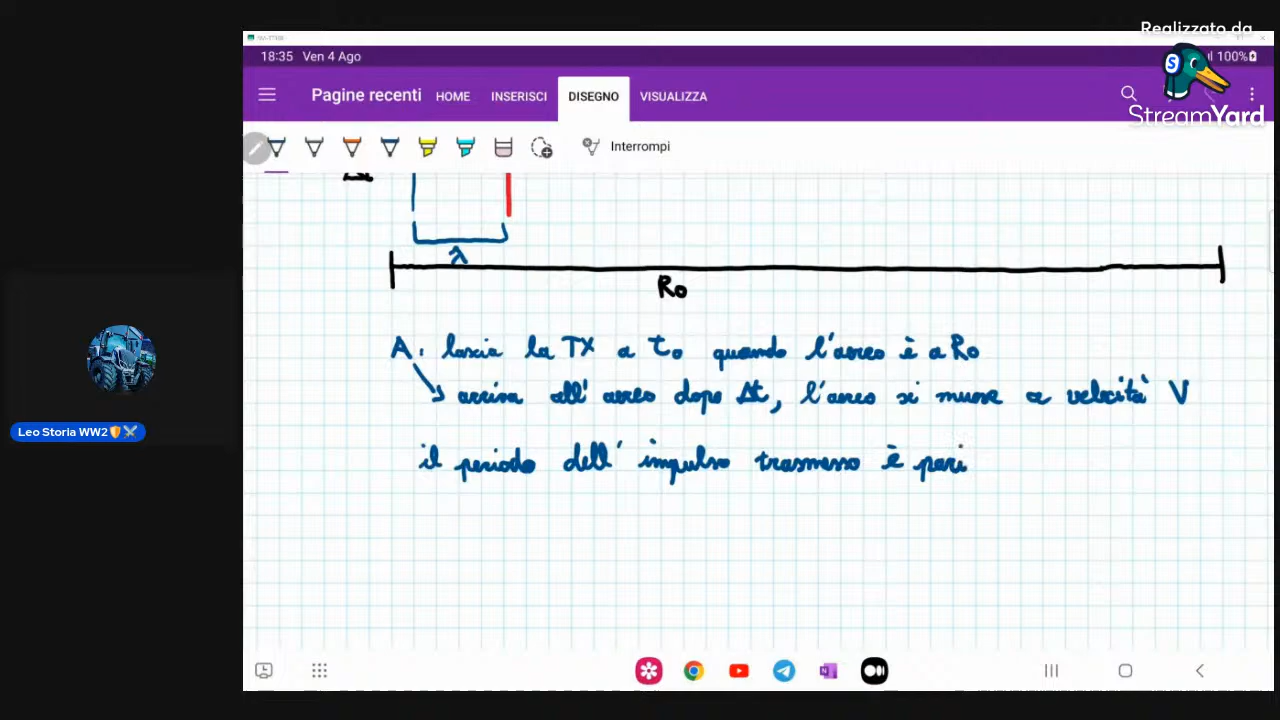 Realizzato da
StreamYard
18:35 Ven 4 Ago
100%
Pagine recenti HOME INSERISCI DISEGNO VISUALIZZA
Interrompi
λ
Ro
A. lascia la TX a to quando l'aereo è a Ro
arriva all'aereo dopo Δt, l'aereo si muove a velocità V
il periodo dell'impulso trasmesso è pari
Leo Storia WW2🛡️⚔️